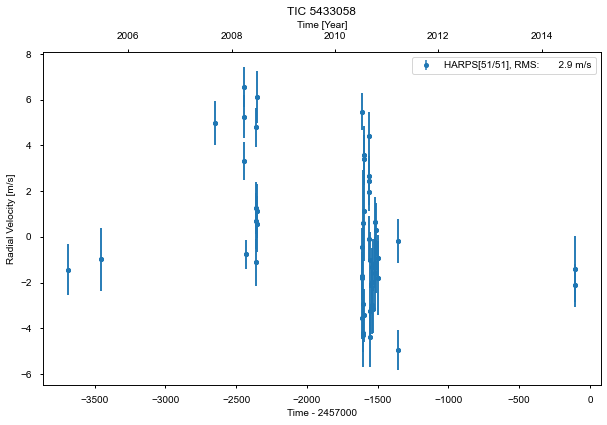 TIC 5433058
Time [Year]
2006 2008 2010 2012 2014
HARPS[51/51], RMS: 2.9 m/s
8
6
4
2
0
−2
−4
−6
Radial Velocity [m/s]
−3500 −3000 −2500 −2000 −1500 −1000 −500 0
Time - 2457000